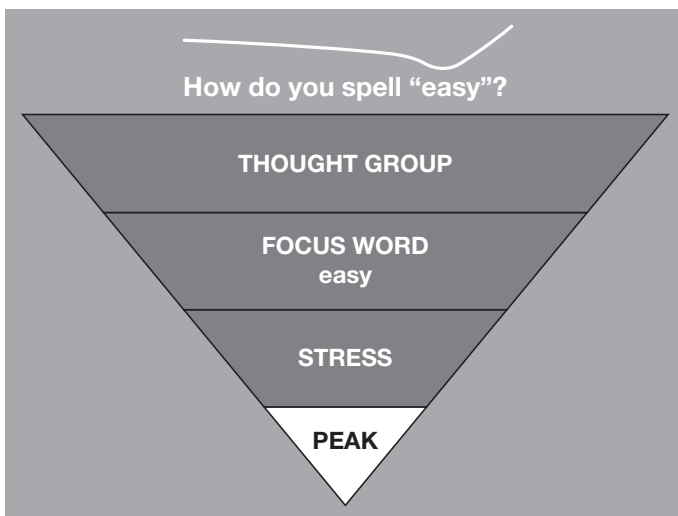 How do you spell “easy”?
THOUGHT GROUP
FOCUS WORD
easy
STRESS
PEAK